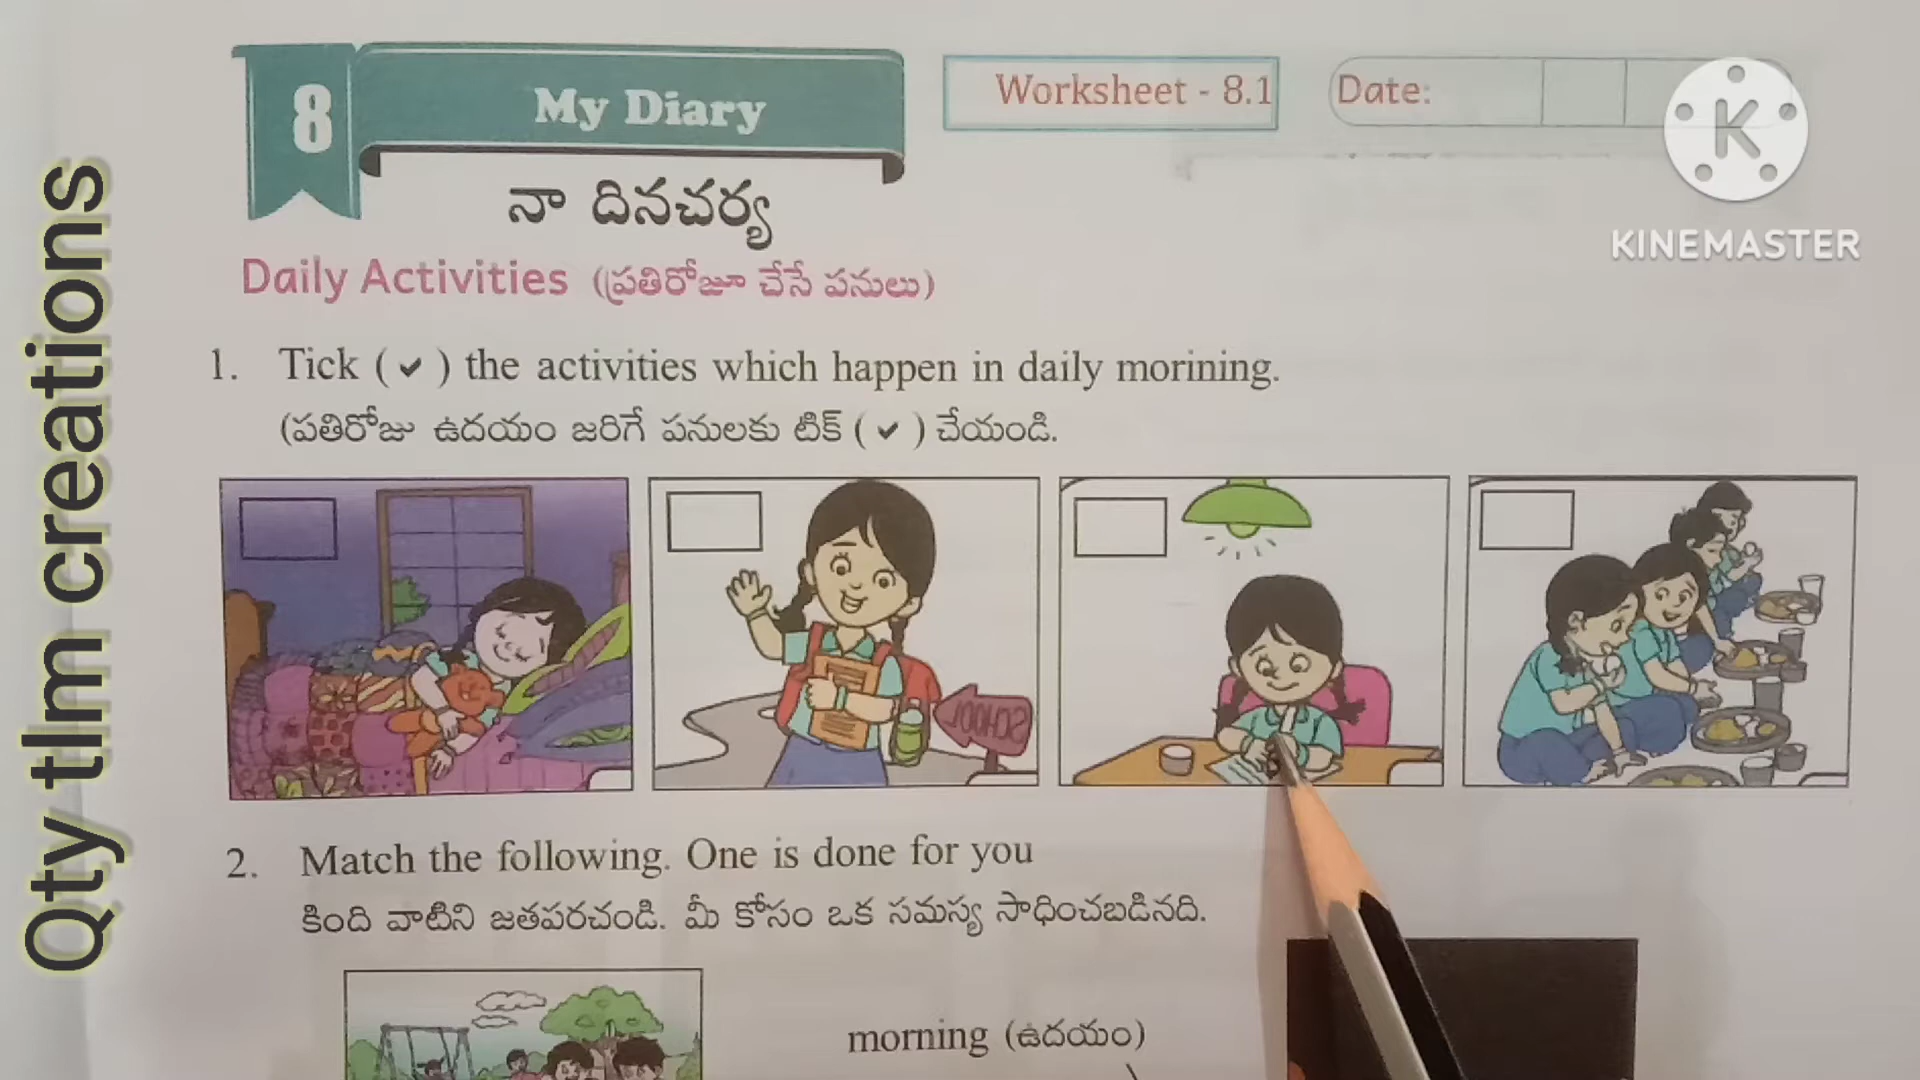 8
My Diary
Worksheet - 8.1
Date:
KINEMASTER
నా దినచర్య
Daily Activities (ప్రతిరోజూ చేసే పనులు)
1. Tick (✔) the activities which happen in daily morining.
(పతిరోజు ఉదయం జరిగే పనులకు టిక్ (✔) చేయండి.
SCHOOL
2. Match the following. One is done for you
కింది వాటిని జతపరచండి. మీ కోసం ఒక సమస్య సాధించబడినది.
morning (ఉదయం)
Qty tlm creations